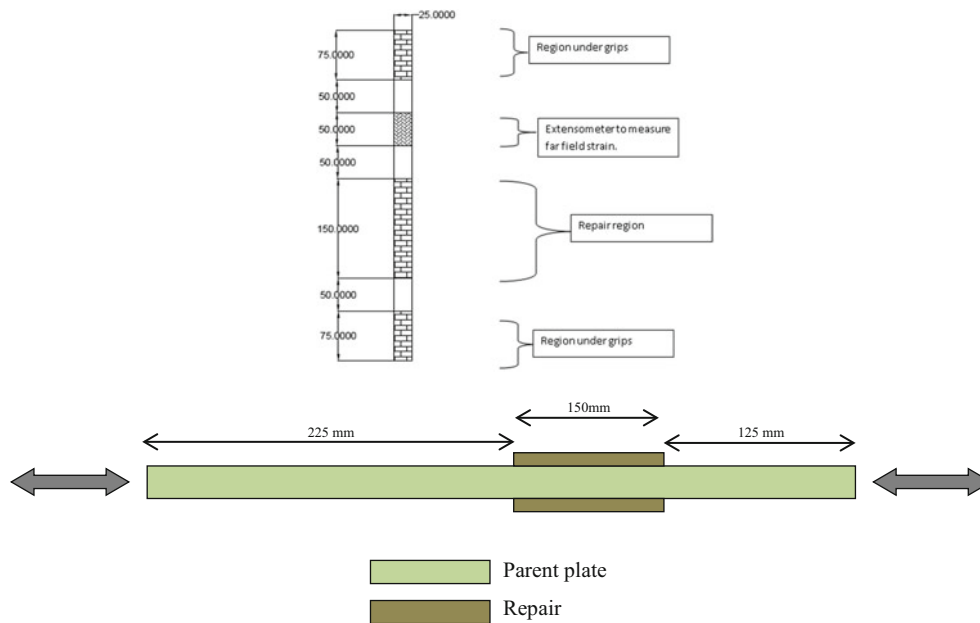 25.0000
75.0000
Region under grips
50.0000
50.0000
Extensometer to measure
far field strain.
50.0000
150.0000
Repair region
50.0000
75.0000
Region under grips
150mm
225 mm
125 mm
Parent plate
Repair